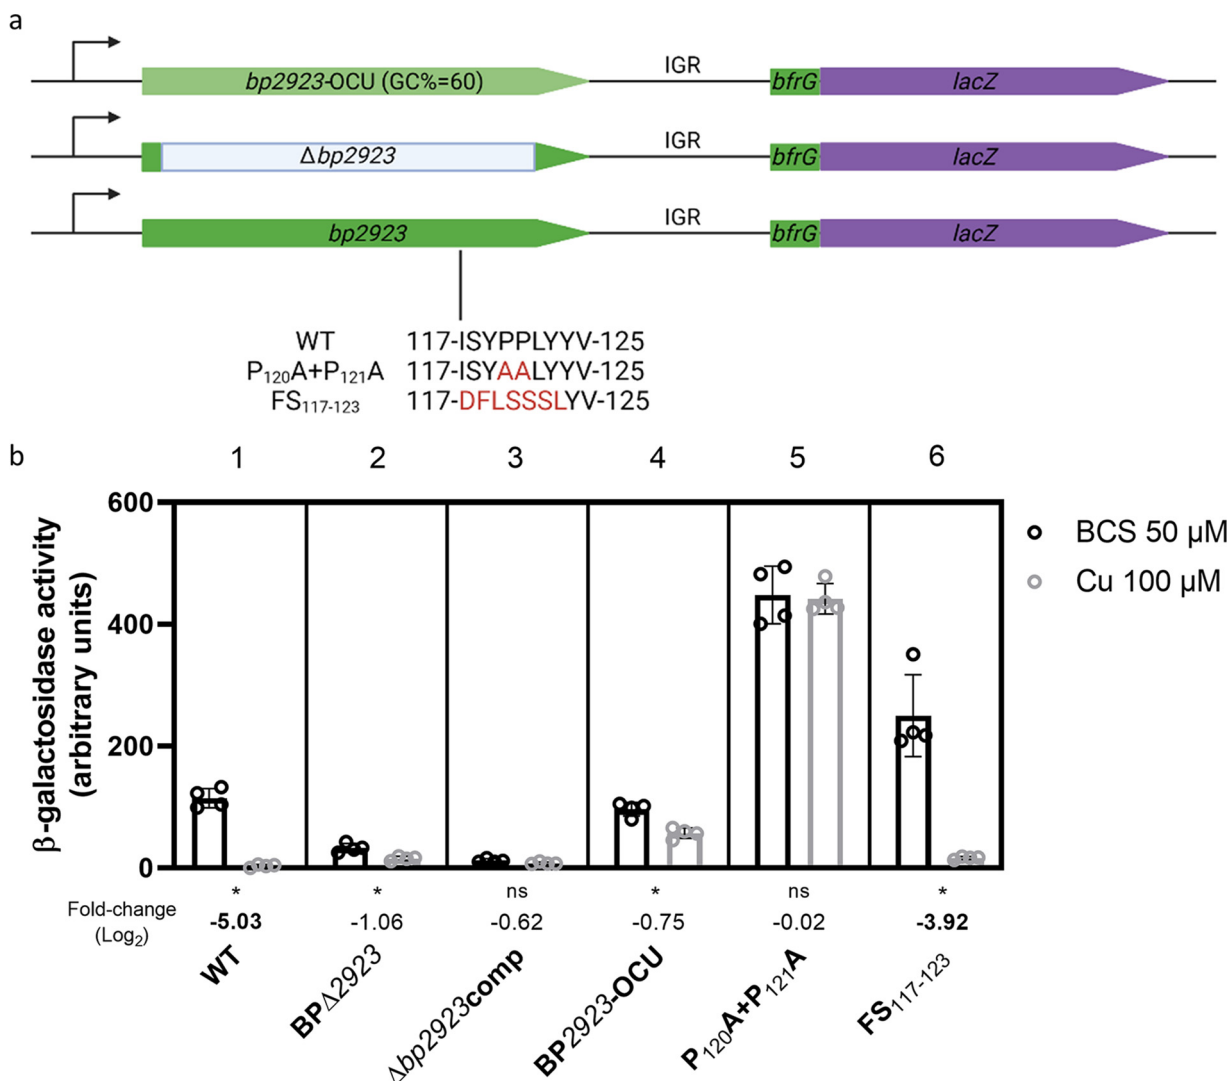 a
bp2923-OCU (GC%=60) IGR bfrG lacZ
Δbp2923 IGR bfrG lacZ
bp2923 IGR bfrG lacZ
WT 117-ISYPPLYYV-125
P120A+P121A 117-ISYAALYYV-125
FS117-123 117-DFLSSSLYV-125
b
1 2 3 4 5 6
β-galactosidase activity
(arbitrary units)
600
400
200
0
BCS 50 µM
Cu 100 µM
* * ns * ns *
Fold-change
(Log2)
-5.03 -1.06 -0.62 -0.75 -0.02 -3.92
WT
BPΔ2923
Δbp2923comp
BP2923-OCU
P120A+P121A
FS117-123